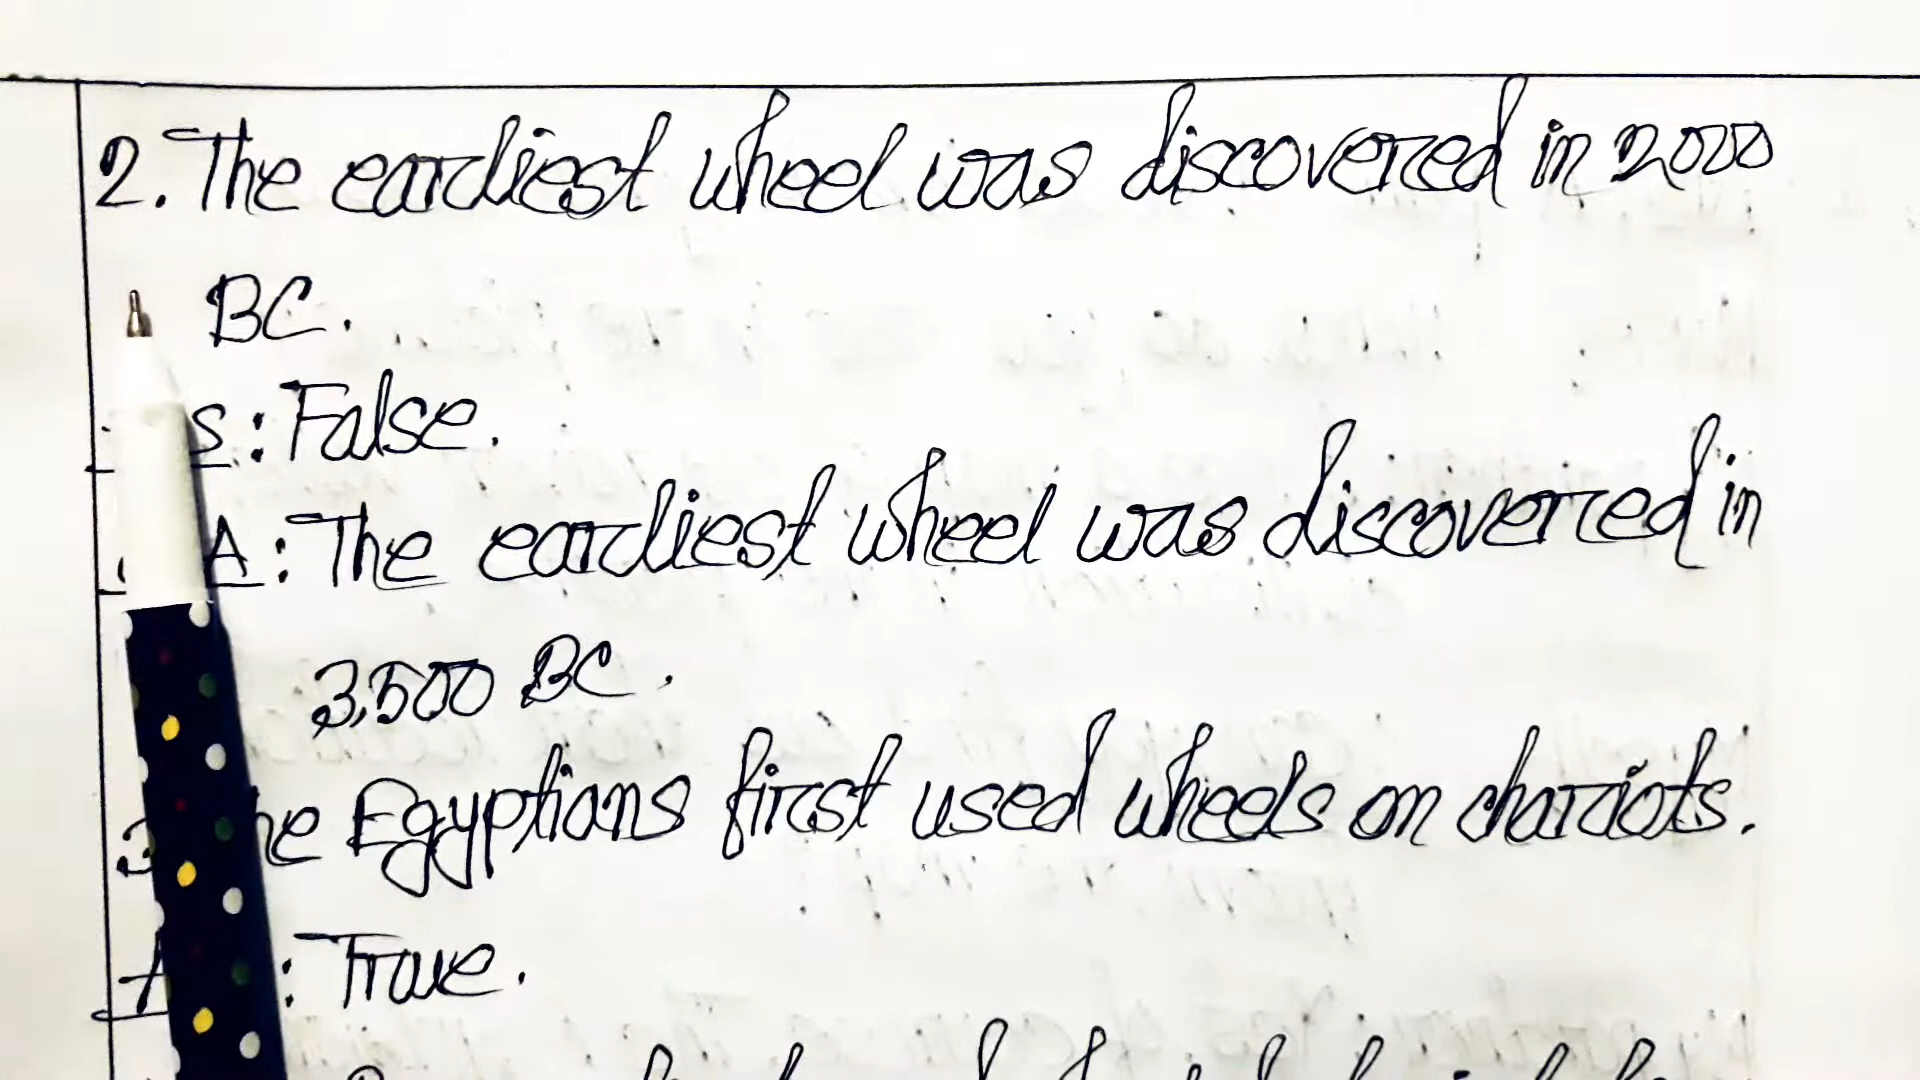 2. The earliest wheel was discovered in 2000
BC.
s: False.
A: The earliest wheel was discovered in
3,500 BC.
he Egyptians first used wheels on chariots.
: True.